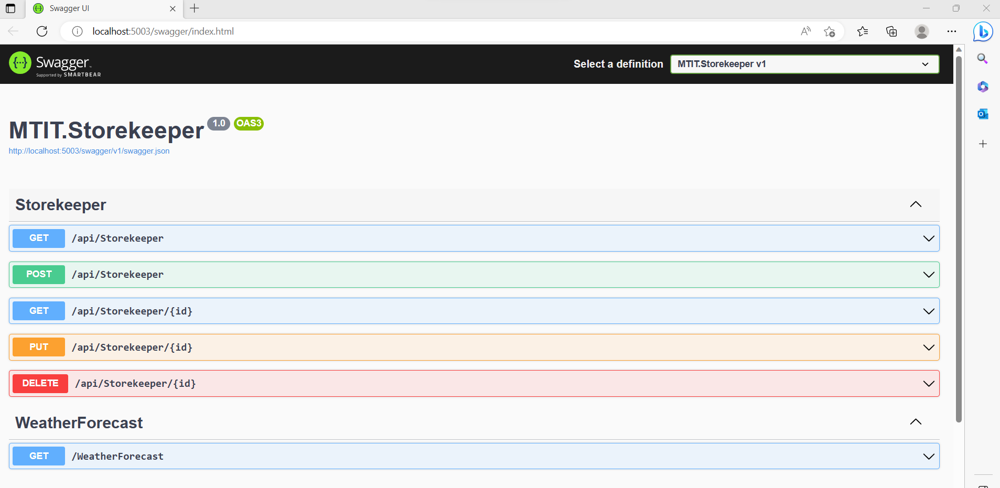 Swagger UI
localhost:5003/swagger/index.html
Swagger
Supported by SMARTBEAR
Select a definition
MTIT.Storekeeper v1
MTIT.Storekeeper 1.0 OAS3
http://localhost:5003/swagger/v1/swagger.json
Storekeeper
GET /api/Storekeeper
POST /api/Storekeeper
GET /api/Storekeeper/{id}
PUT /api/Storekeeper/{id}
DELETE /api/Storekeeper/{id}
WeatherForecast
GET /WeatherForecast